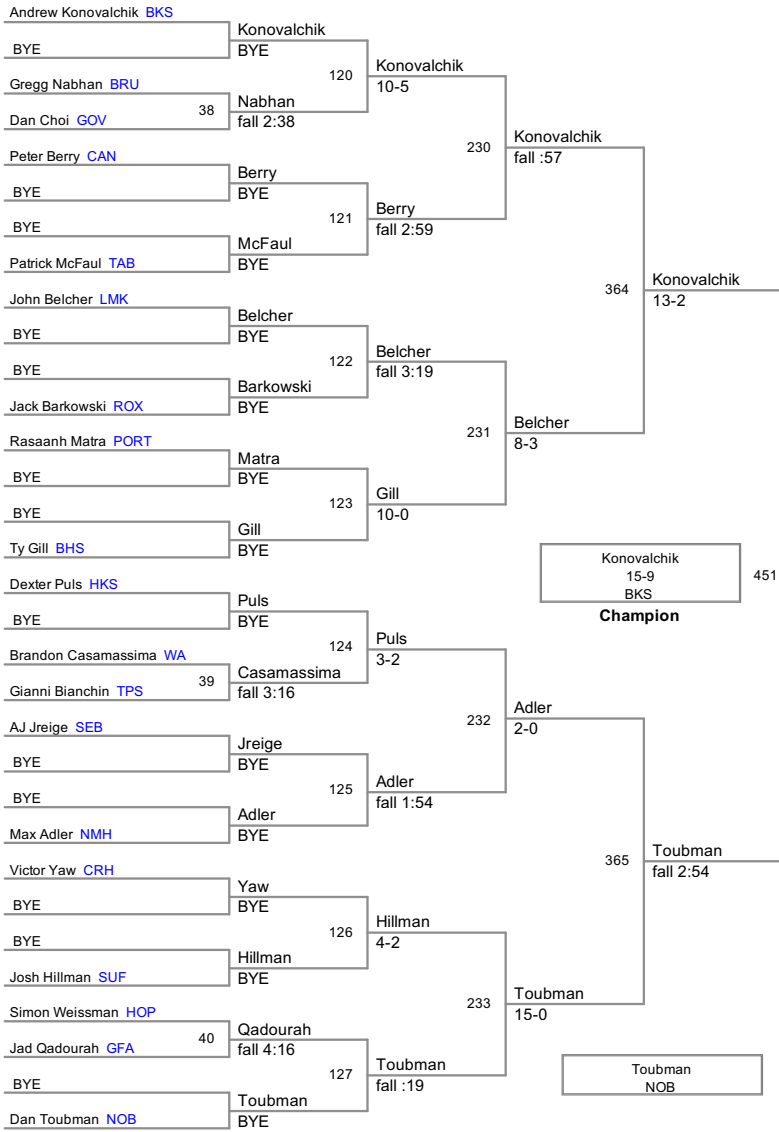 Andrew Konovalchik BKS
BYE
Konovalchik
BYE
Gregg Nabhan BRU
Dan Choi GOV
38
Nabhan
fall 2:38
120
Konovalchik
10-5
Peter Berry CAN
BYE
Berry
BYE
BYE
Patrick McFaul TAB
McFaul
BYE
121
Berry
fall 2:59
230
Konovalchik
fall :57
John Belcher LMK
BYE
Belcher
BYE
BYE
Jack Barkowski ROX
Barkowski
BYE
122
Belcher
fall 3:19
Rasaanh Matra PORT
BYE
Matra
BYE
BYE
Ty Gill BHS
Gill
BYE
123
Gill
10-0
231
Belcher
8-3
364
Konovalchik
13-2
Konovalchik
15-9
BKS
451
Champion
Dexter Puls HKS
BYE
Puls
BYE
Brandon Casamassima WA
Gianni Bianchin TPS
39
Casamassima
fall 3:16
124
Puls
3-2
AJ Jreige SEB
BYE
Jreige
BYE
BYE
Max Adler NMH
Adler
BYE
125
Adler
fall 1:54
232
Adler
2-0
Victor Yaw CRH
BYE
Yaw
BYE
BYE
Josh Hillman SUF
Hillman
BYE
126
Hillman
4-2
Simon Weissman HOP
Jad Qadourah GFA
40
Qadourah
fall 4:16
BYE
Dan Toubman NOB
Toubman
BYE
127
Toubman
fall :19
233
Toubman
15-0
365
Toubman
fall 2:54
Toubman
NOB